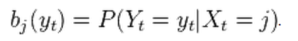 b_j(y_t) = P(Y_t = y_t|X_t = j).